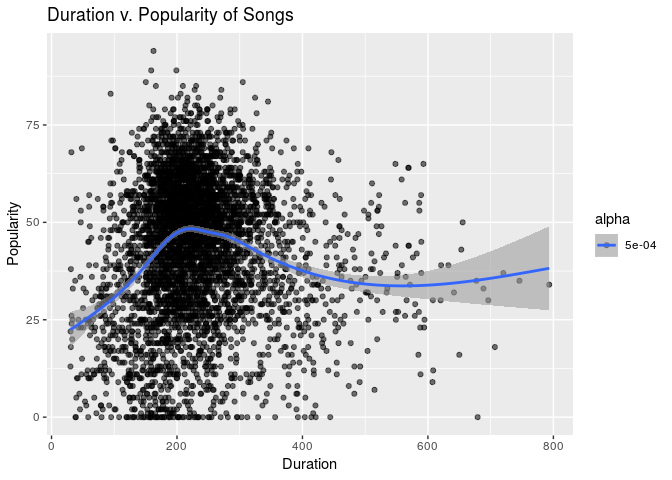 Duration v. Popularity of Songs
Popularity
75
50
25
0
0 200 400 600 800
Duration
alpha
5e-04